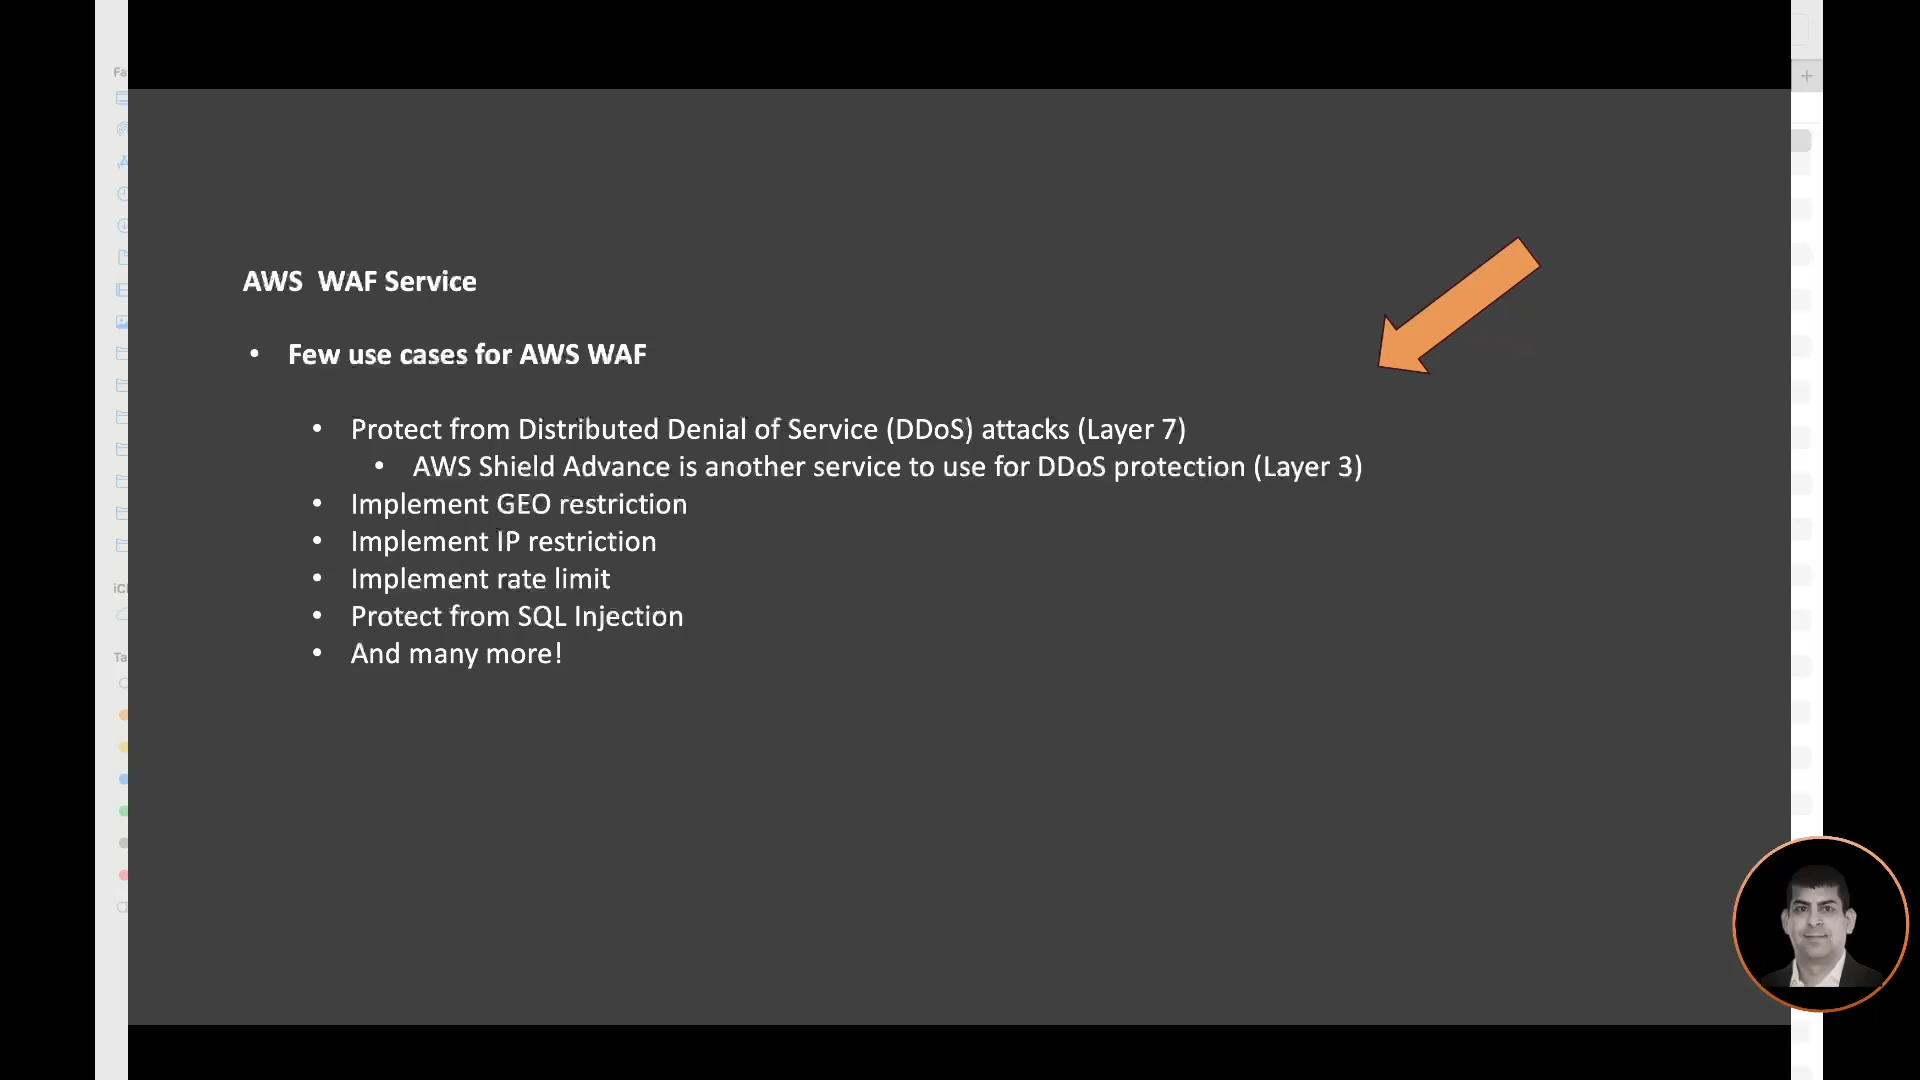 AWS  WAF Service
• Few use cases for AWS WAF
• Protect from Distributed Denial of Service (DDoS) attacks (Layer 7)
• AWS Shield Advance is another service to use for DDoS protection (Layer 3)
• Implement GEO restriction
• Implement IP restriction
• Implement rate limit
• Protect from SQL Injection
• And many more!